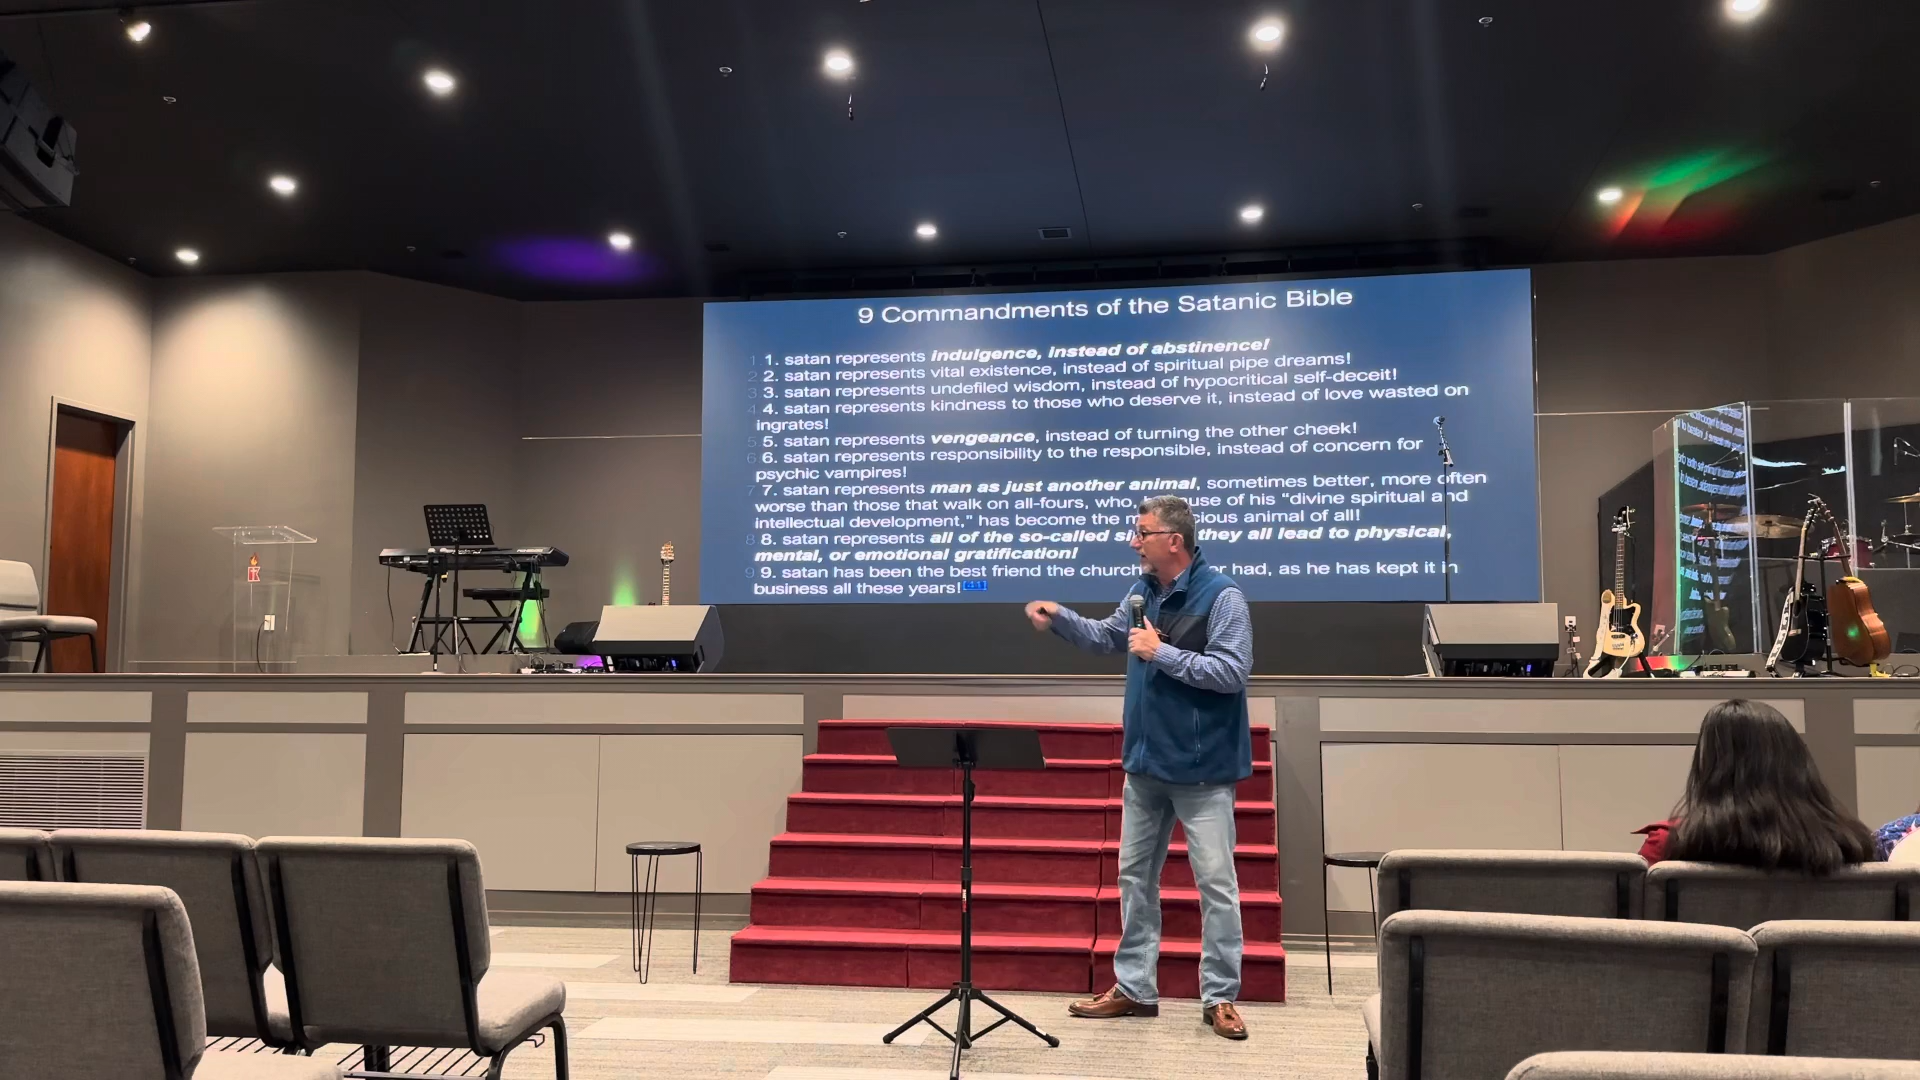 9 Commandments of the Satanic Bible
1 1. satan represents indulgence, instead of abstinence!
2 2. satan represents vital existence, instead of spiritual pipe dreams!
3 3. satan represents undefiled wisdom, instead of hypocritical self-deceit!
4 4. satan represents kindness to those who deserve it, instead of love wasted on
ingrates!
5 5. satan represents vengeance, instead of turning the other cheek!
6 6. satan represents responsibility to the responsible, instead of concern for
psychic vampires!
7 7. satan represents man as just another animal, sometimes better, more often
worse than those that walk on all-fours, who, of his “divine spiritual and
intellectual development,” has become the animal of all!
8 8. satan represents all of the so-called they all lead to physical,
mental, or emotional gratification!
9 9. satan has been the best friend the church had, as he has kept it in
business all these years!